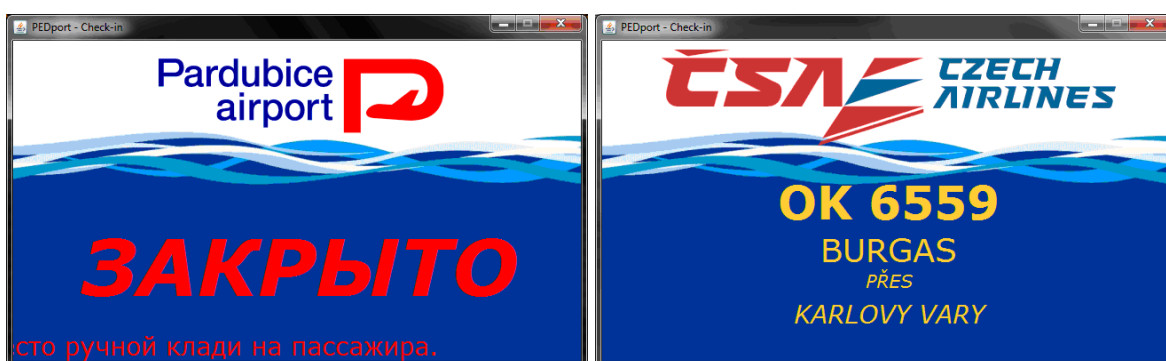 PEDport - Check-in
Pardubice
airport
ЗАКРЫТО
сто ручной клади на пассажира.
PEDport - Check-in
ČSA CZECH
AIRLINES
OK 6559
BURGAS
PŘES
KARLOVY VARY